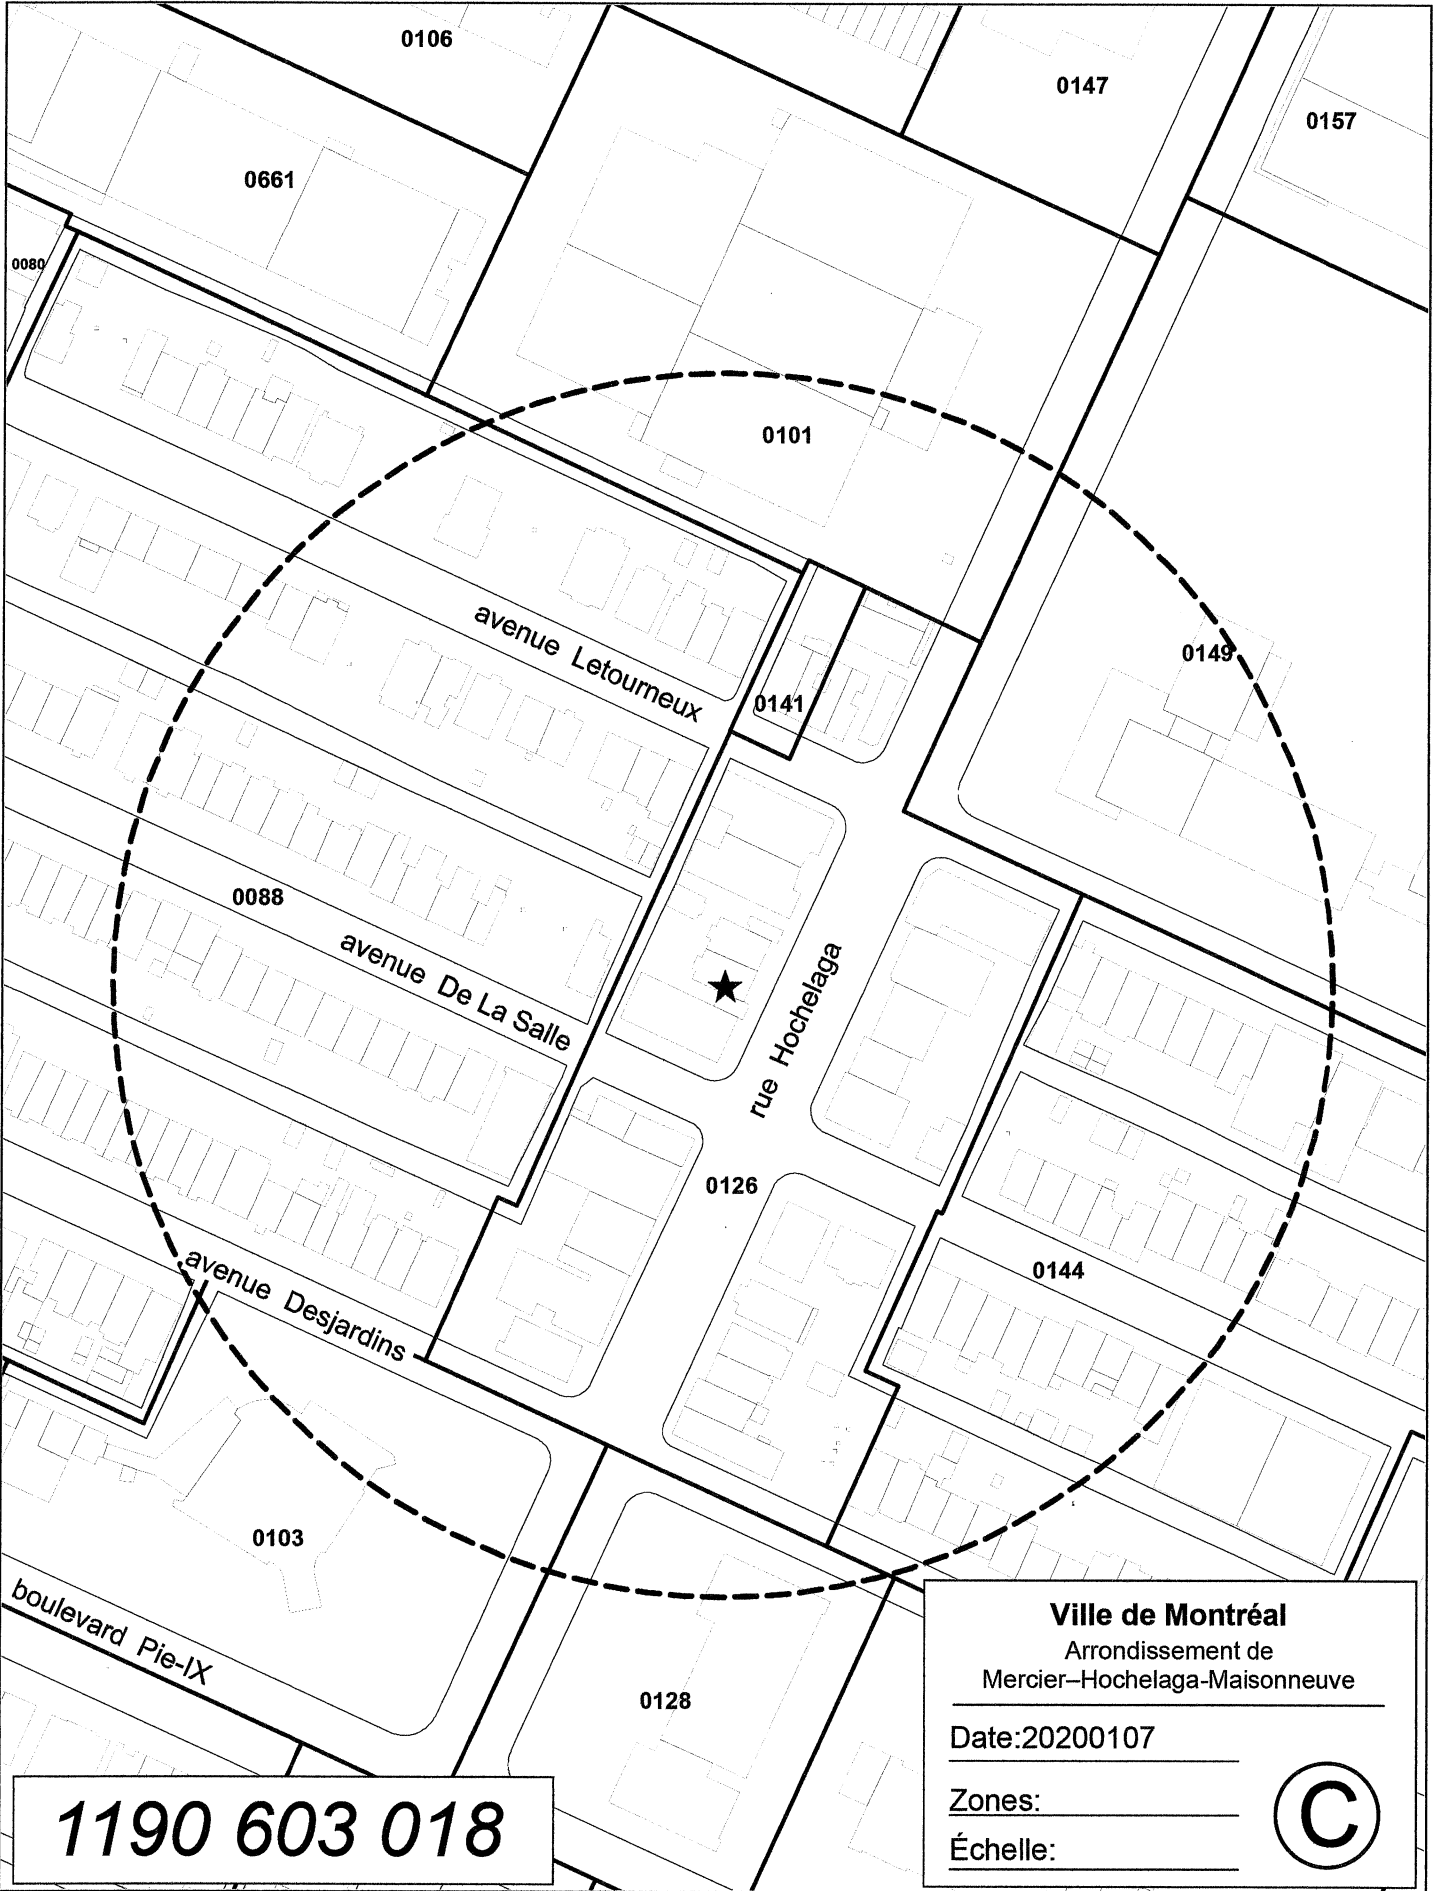 0106
0147
0157
0661
0080
0101
avenue Letourneux
0149
0141
0088
avenue De La Salle
rue Hochelaga
0126
avenue Desjardins
0144
0103
boulevard Pie-IX
0128
Ville de Montréal
Arrondissement de
Mercier–Hochelaga-Maisonneuve
Date:20200107
Zones:
Échelle:
C
1190 603 018